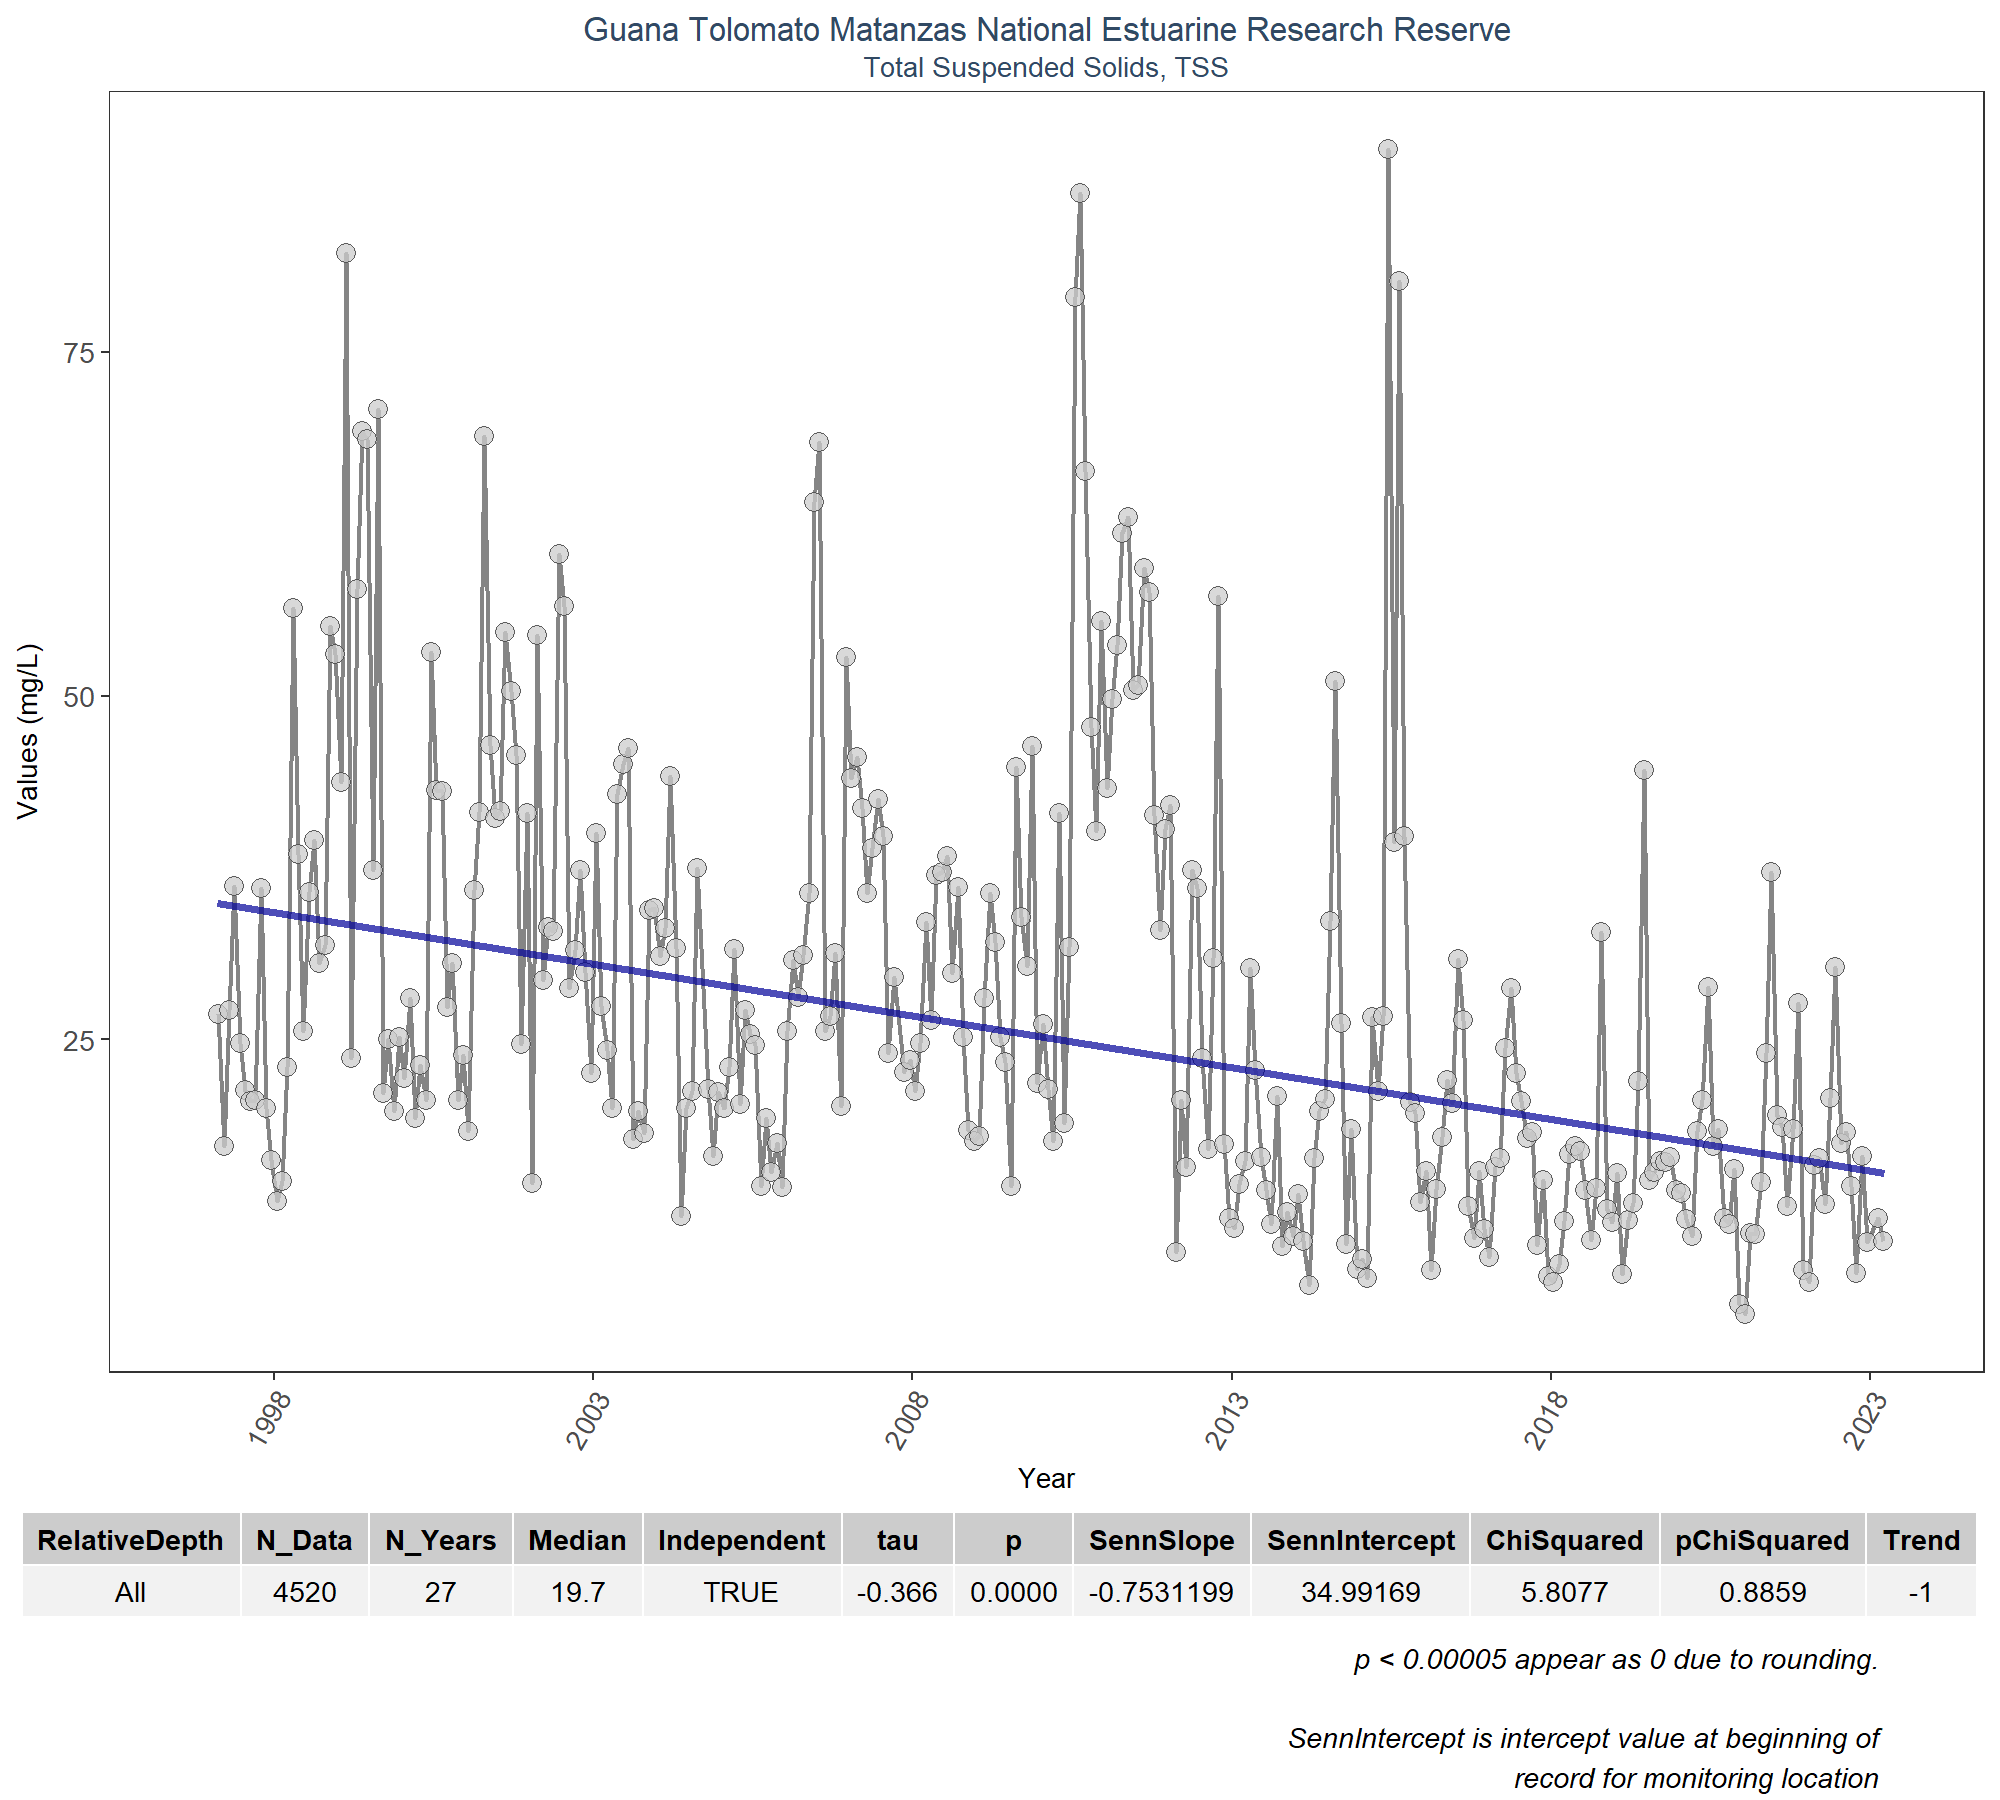 Guana Tolomato Matanzas National Estuarine Research Reserve
Total Suspended Solids, TSS
Values (mg/L)
75
50
25
1998
2003
2008
2013
2018
2023
Year
RelativeDepth N_Data N_Years Median Independent tau p SennSlope SennIntercept ChiSquared pChiSquared Trend
All 4520 27 19.7 TRUE -0.366 0.0000 -0.7531199 34.99169 5.8077 0.8859 -1
p < 0.00005 appear as 0 due to rounding.
SennIntercept is intercept value at beginning of
record for monitoring location